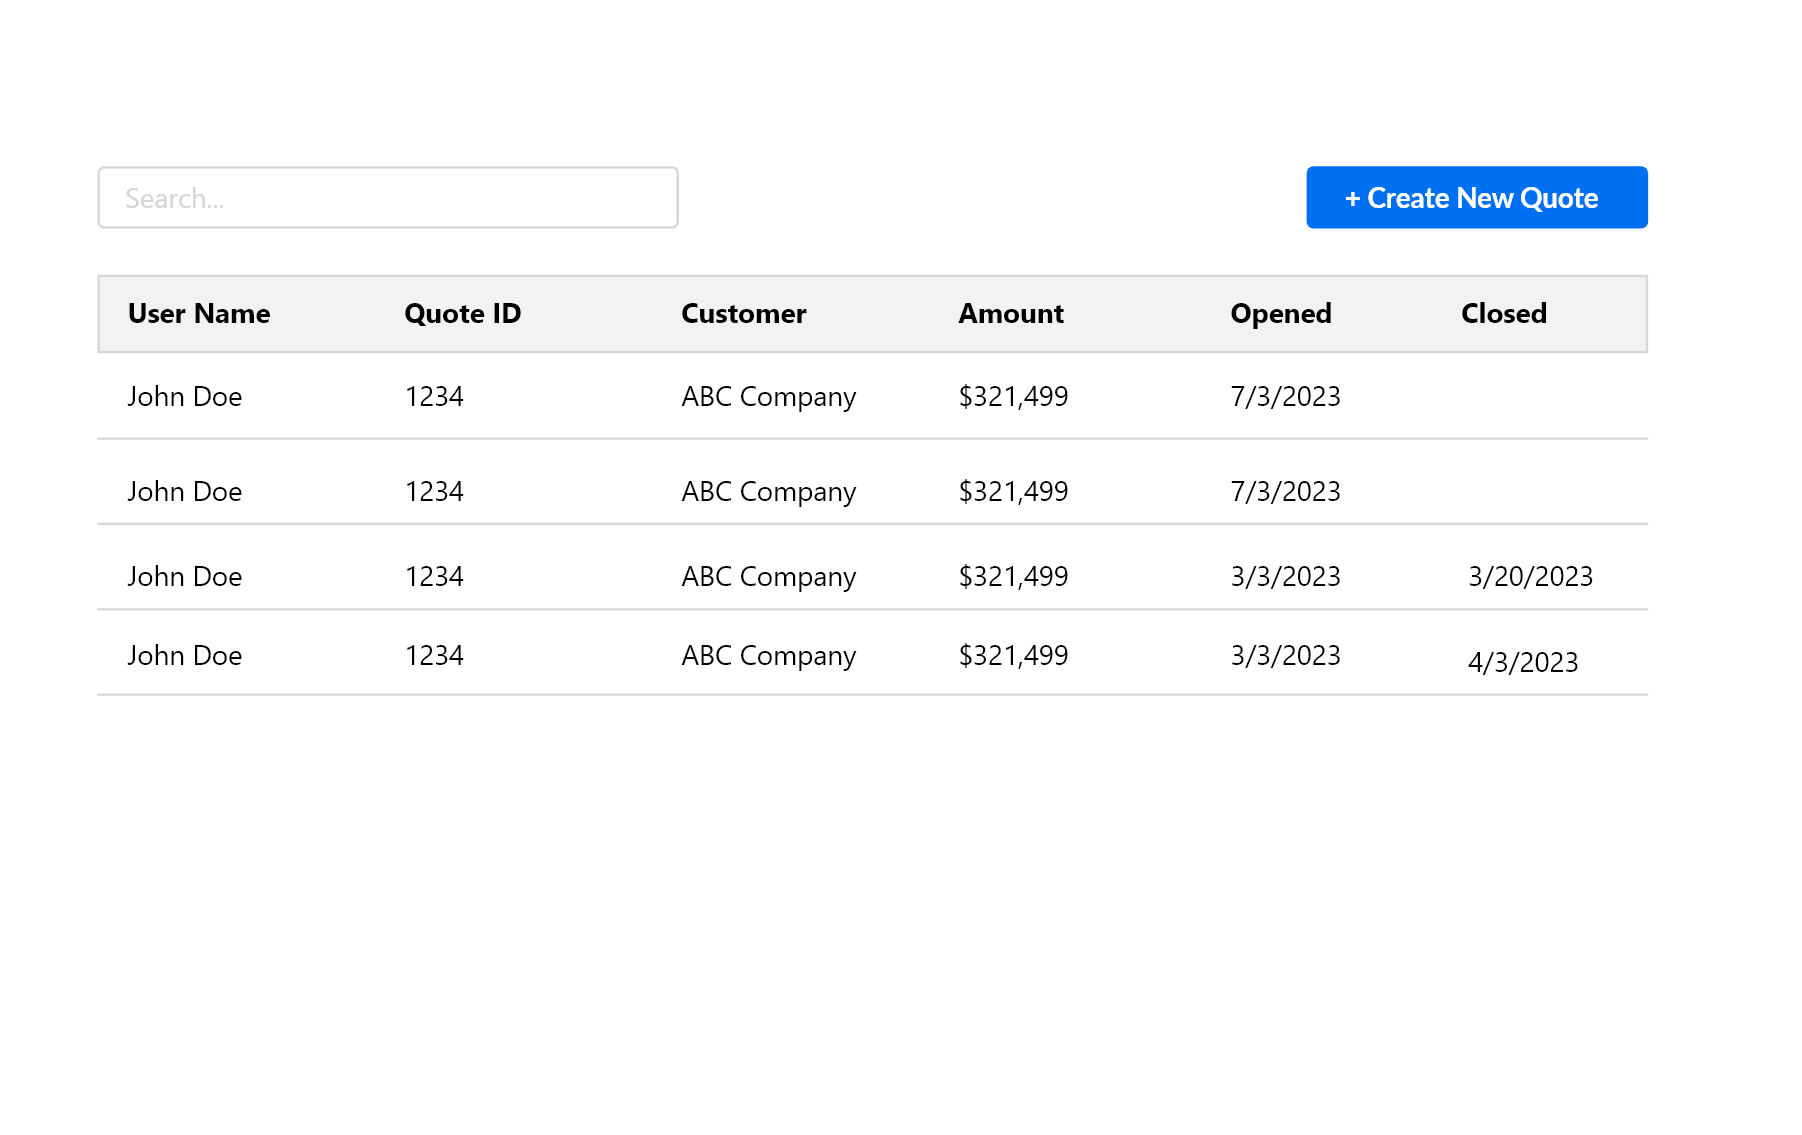 Search...
+ Create New Quote
User Name Quote ID Customer Amount Opened Closed
John Doe 1234 ABC Company $321,499 7/3/2023
John Doe 1234 ABC Company $321,499 7/3/2023
John Doe 1234 ABC Company $321,499 3/3/2023 3/20/2023
John Doe 1234 ABC Company $321,499 3/3/2023 4/3/2023